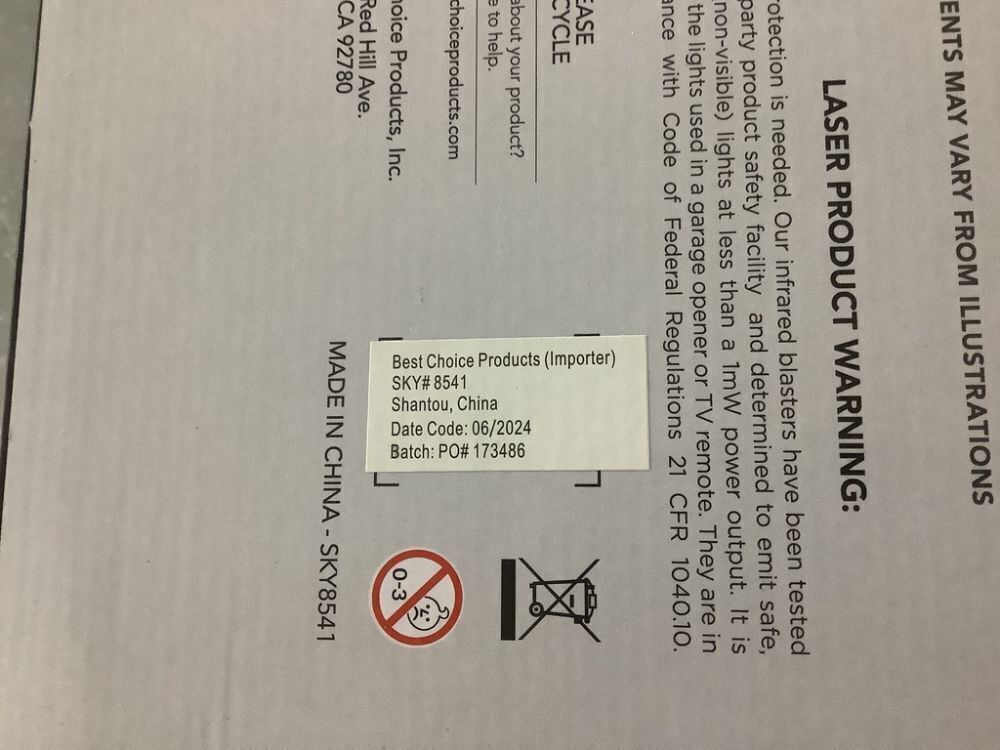 ENTS MAY VARY FROM ILLUSTRATIONS
LASER PRODUCT WARNING:
rotection is needed. Our infrared blasters have been tested
party product safety facility and determined to emit safe,
non-visible) lights at less than a 1mW power output. It is
the lights used in a garage opener or TV remote. They are in
ance with Code of Federal Regulations 21 CFR 1040.10.
EASE
CYCLE
about your product?
e to help.
choiceproducts.com
hoice Products, Inc.
Red Hill Ave.
CA 92780
Best Choice Products (Importer)
SKY# 8541
Shantou, China
Date Code: 06/2024
Batch: PO# 173486
0-3
MADE IN CHINA - SKY8541